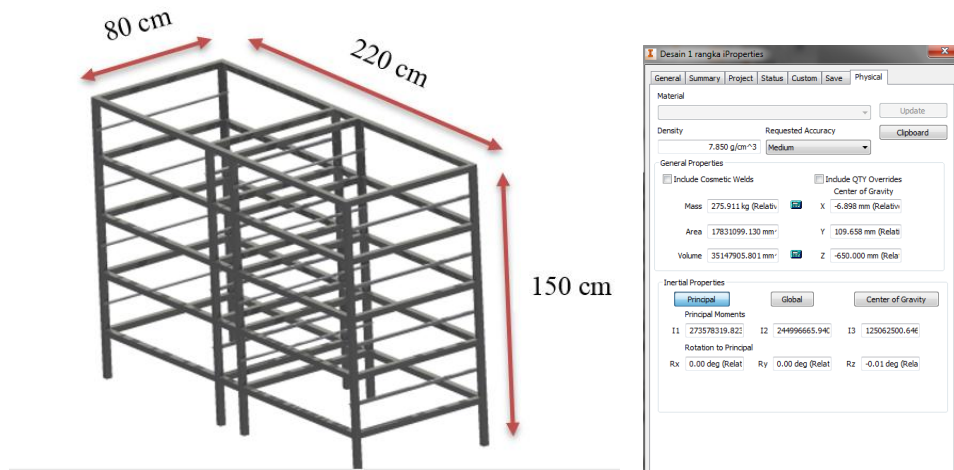 80 cm
220 cm
150 cm
Desain 1 rangka iProperties
General Summary Project Status Custom Save Physical
Material
Update
Density Requested Accuracy Clipboard
7.850 g/cm^3 Medium
General Properties
Include Cosmetic Welds Include QTY Overrides
Center of Gravity
Mass 275.911 kg (Relativ X -6.898 mm (Relativ
Area 17831099.130 mm^ Y 109.658 mm (Relati
Volume 35147905.801 mm^ Z -650.000 mm (Rela
Inertial Properties
Principal Global Center of Gravity
Principal Moments
I1 273578319.823 I2 244996665.940 I3 125062500.646
Rotation to Principal
Rx 0.00 deg (Relat Ry 0.00 deg (Relat Rz -0.01 deg (Rela